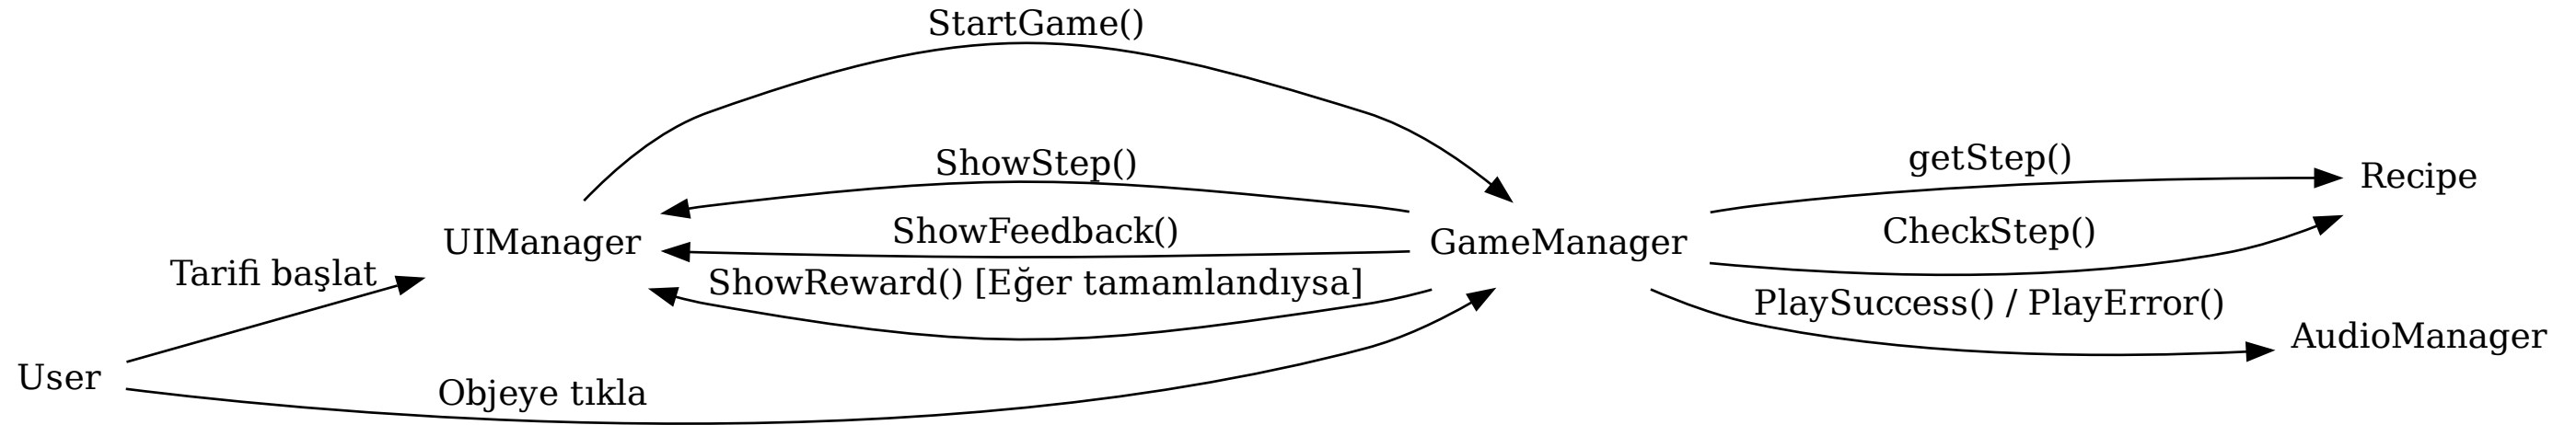 StartGame()
ShowStep()
getStep()
Recipe
ShowFeedback()
CheckStep()
UIManager
GameManager
Tarifi başlat
ShowReward() [Eğer tamamlandıysa]
PlaySuccess() / PlayError()
AudioManager
User
Objeye tıkla